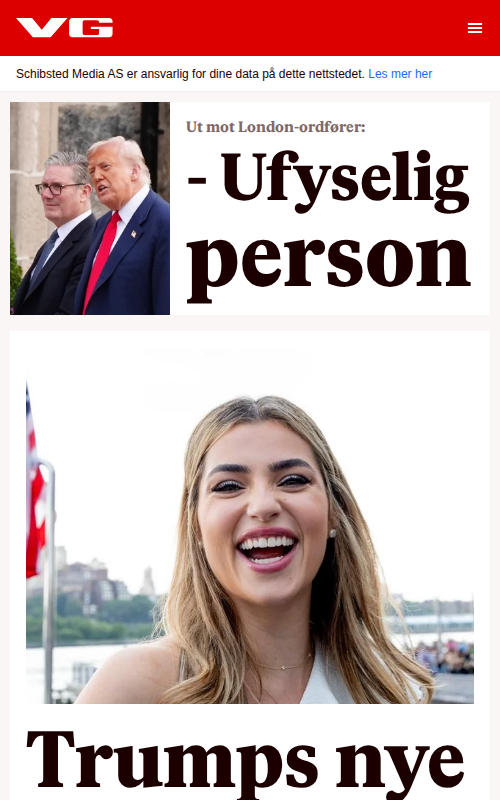 VG
Schibsted Media AS er ansvarlig for dine data på dette nettstedet. Les mer her
Ut mot London-ordfører:
- Ufyselig
person
Trumps nye